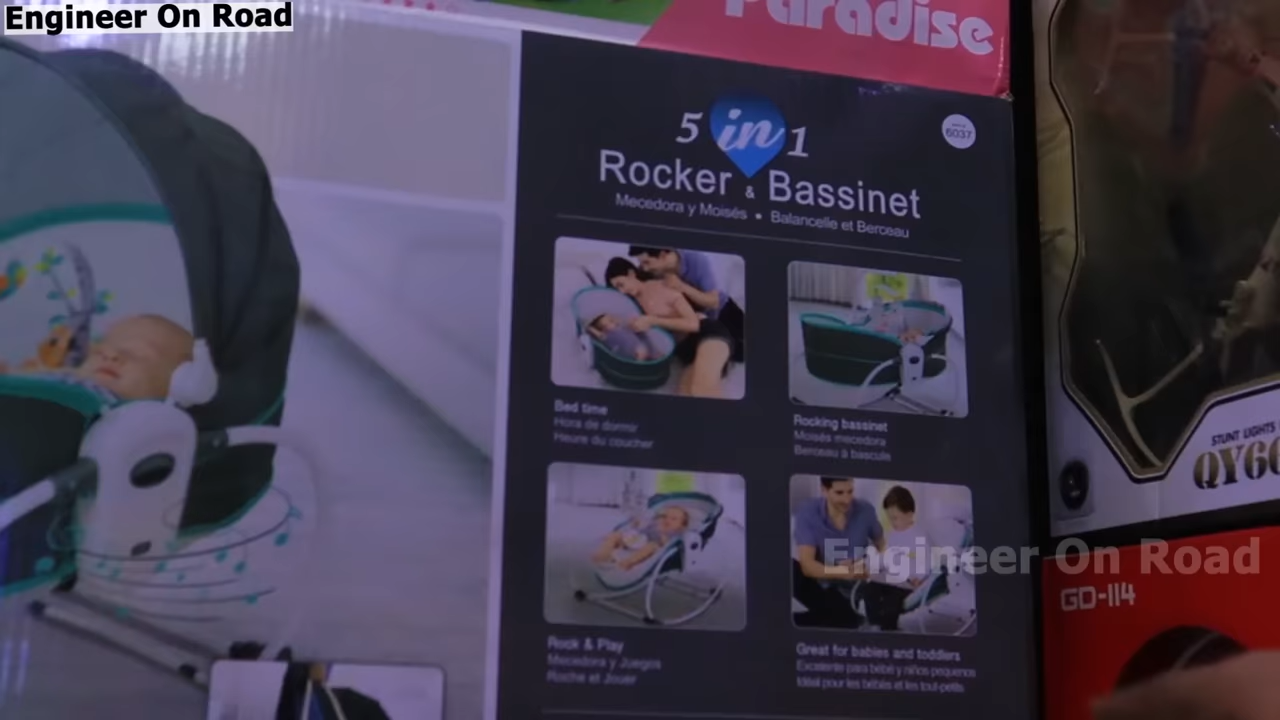 Engineer On Road
Paradise
5 in 1
6037
Rocker & Bassinet
Mecedora y Moisés • Balancelle et Berceau
Bed time
Hora de dormir
Heure du coucher
Rocking bassinet
Moisés mecedora
Berceau à bascule
Rock & Play
Mecedora y Juegos
Roche et Jouer
Great for babies and toddlers
Excelente para bebé y niños pequeños
Idéal pour les bébés et les tout-petits
STUNT LIGHTS
QY66
Engineer On Road
GD-114